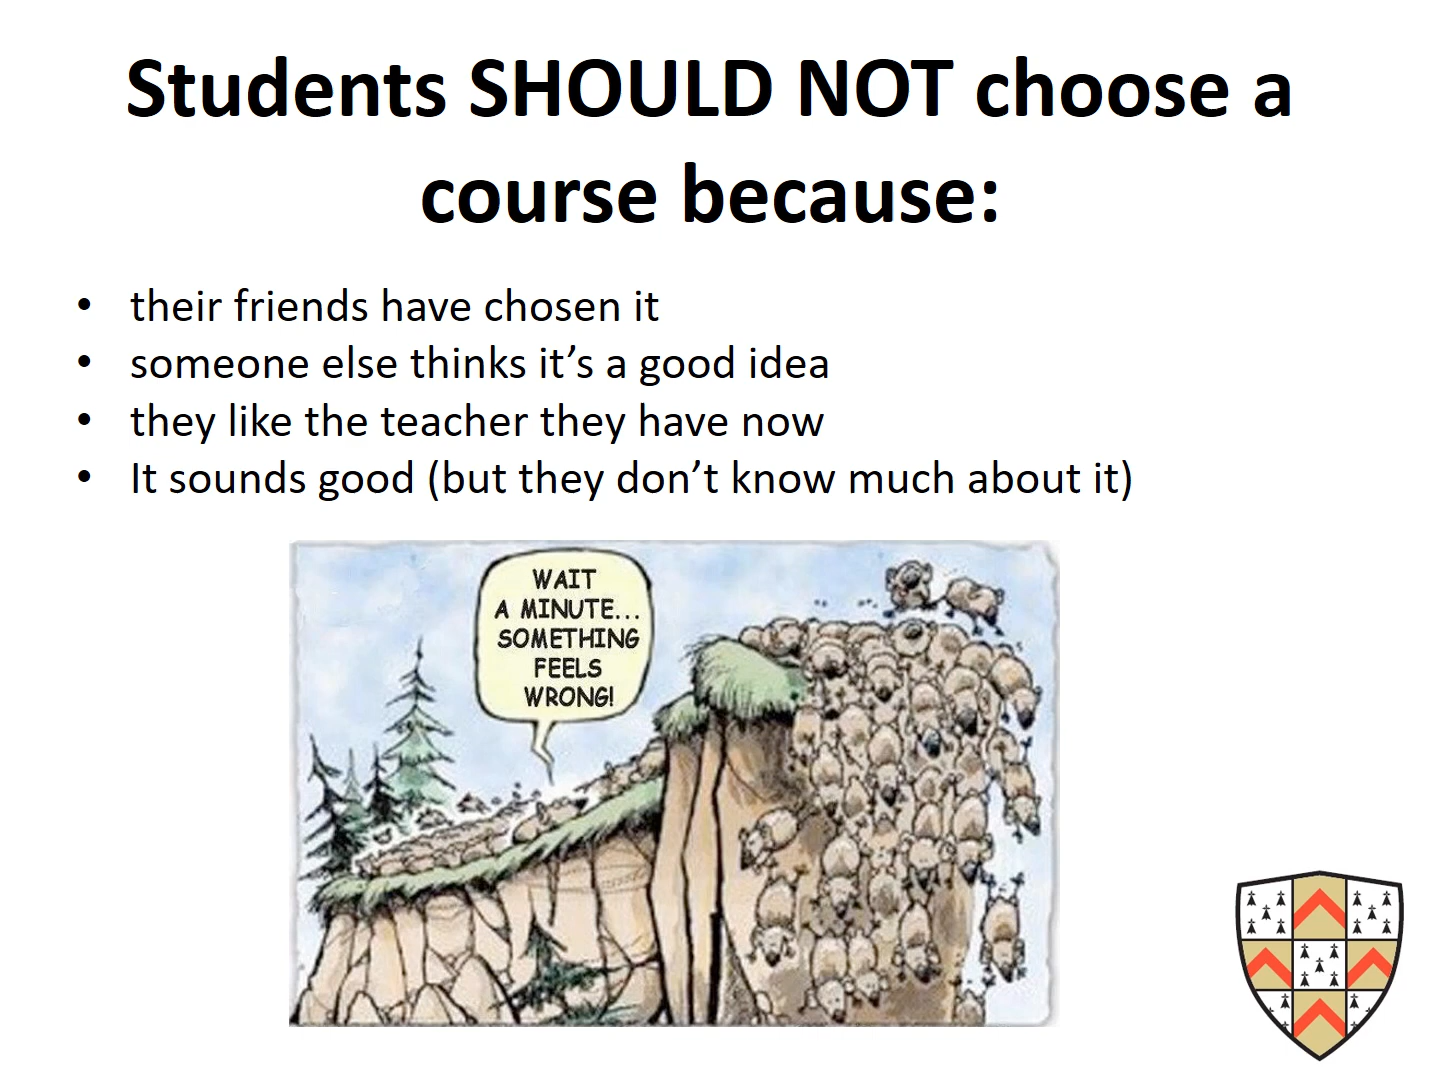 Students SHOULD NOT choose a
course because:
• their friends have chosen it
• someone else thinks it’s a good idea
• they like the teacher they have now
• It sounds good (but they don’t know much about it)
WAIT
A MINUTE...
SOMETHING
FEELS
WRONG!